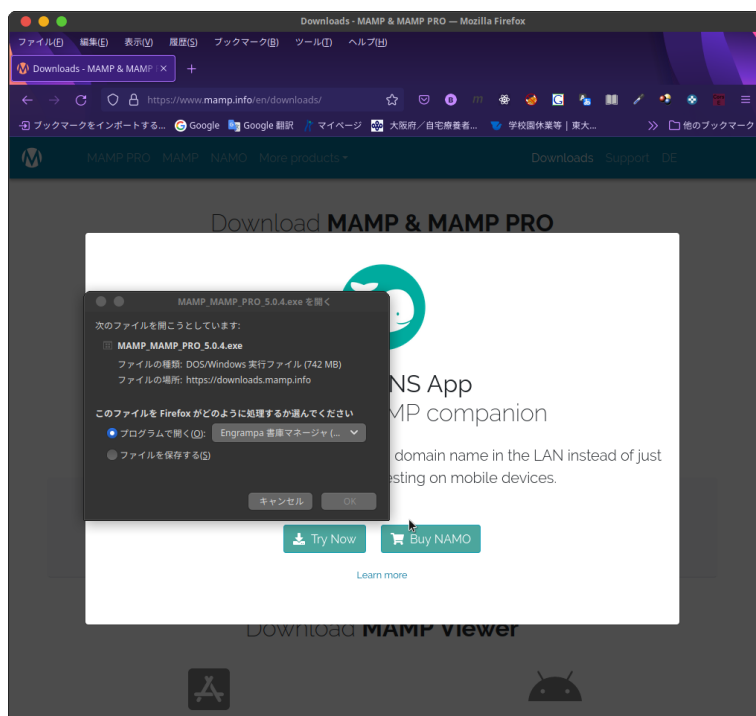 Downloads - MAMP & MAMP PRO — Mozilla Firefox
ファイル(F) 編集(E) 表示(V) 履歴(S) ブックマーク(B) ツール(T) ヘルプ(H)
Downloads - MAMP & MAMP
https://www.mamp.info/en/downloads/
ブックマークをインポートする... Google Google 翻訳 マイページ 大阪府／自宅療養者... 学校園休業等｜東大... 他のブックマーク
MAMP PRO MAMP NAMO More products Downloads Support DE
Download MAMP & MAMP PRO
MAMP_MAMP_PRO_5.0.4.exe を開く
次のファイルを開こうとしています:
MAMP_MAMP_PRO_5.0.4.exe
ファイルの種類: DOS/Windows 実行ファイル (742 MB)
ファイルの場所: https://downloads.mamp.info
NS App
MP companion
このファイルを Firefox がどのように処理するか選んでください
プログラムで開く(O): Engrampa 書庫マネージャ (...
ファイルを保存する(S)
domain name in the LAN instead of just
esting on mobile devices.
キャンセル OK
Try Now Buy NAMO
Learn more
Download MAMP Viewer